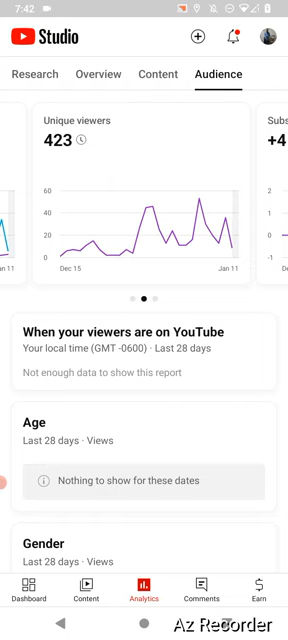 7:42
Studio
Research Overview Content Audience
Unique viewers
423
Subs
+4
60
40
20
0
Dec 15 Jan 11
an 11
2
1
0
-1
De
When your viewers are on YouTube
Your local time (GMT -0600) · Last 28 days
Not enough data to show this report
Age
Last 28 days · Views
Nothing to show for these dates
Gender
Last 28 days · Views
Dashboard Content Analytics Comments Earn
Az Recorder